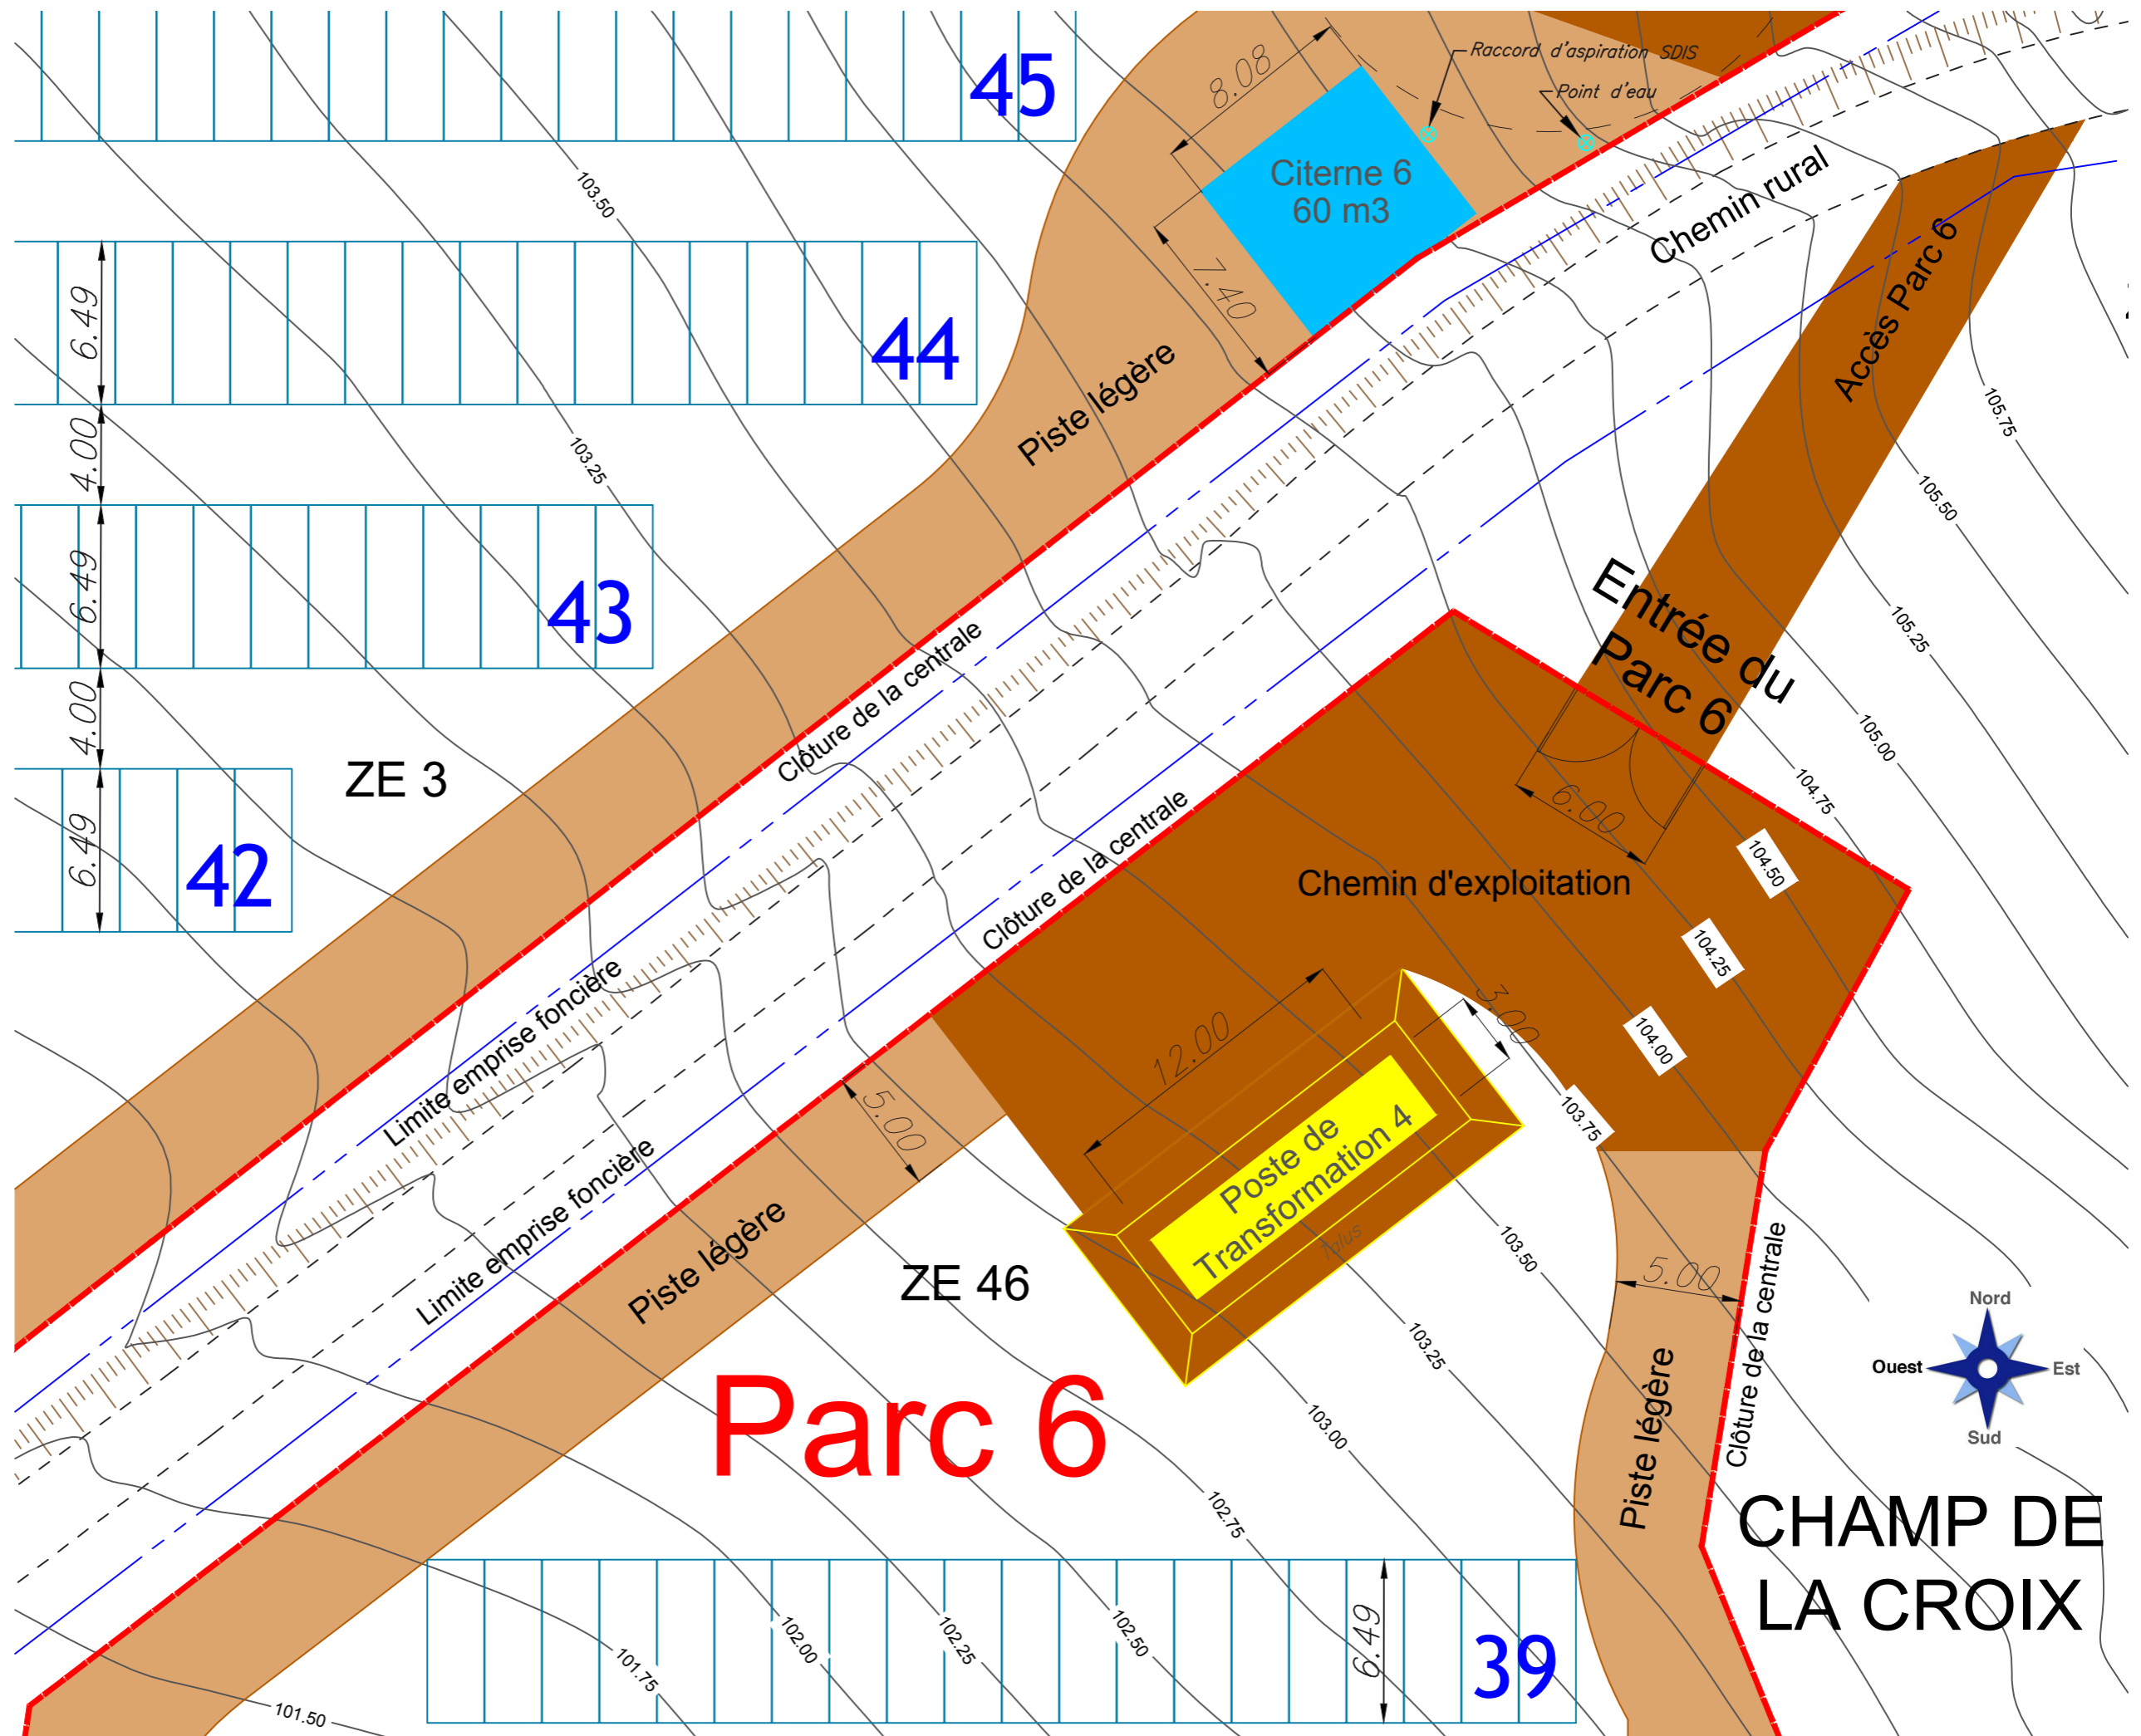 45
8.08
Raccord d'aspiration SDIS
Point d'eau
Citerne 6
60 m3
7.40
Chemin rural
Accès Parc 6
103.50
6.49
44
Piste légère
4.00
103.25
105.75
105.50
6.49
43
Entrée du
Parc 6
105.25
Clôture de la centrale
4.00
ZE 3
105.00
104.75
6.00
6.49
42
Clôture de la centrale
Chemin d'exploitation
104.50
104.25
104.00
103.75
Limite emprise foncière
12.00
3.00
5.00
Poste de
Transformation 4
Talus
Limite emprise foncière
Piste légère
ZE 46
103.50
5.00
Clôture de la centrale
Nord
Ouest
Est
Sud
103.25
Piste légère
Parc 6
103.00
102.75
CHAMP DE
LA CROIX
6.49
39
102.50
102.25
102.00
101.75
101.50